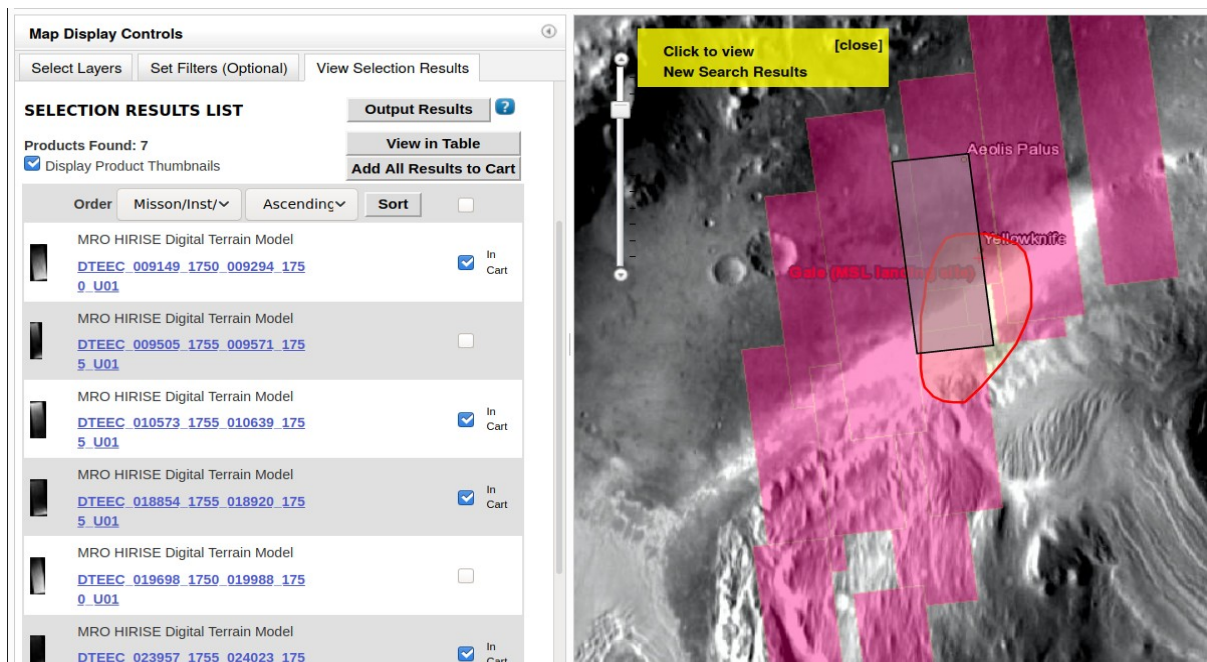 Map Display Controls
Select Layers
Set Filters (Optional)
View Selection Results
SELECTION RESULTS LIST
Output Results
?
Products Found: 7
View in Table
Display Product Thumbnails
Add All Results to Cart
Order
Misson/Inst/
Ascending
Sort
MRO HIRISE Digital Terrain Model
DTEEC_009149_1750_009294_175
0_U01
In
Cart
MRO HIRISE Digital Terrain Model
DTEEC_009505_1755_009571_175
5_U01
MRO HIRISE Digital Terrain Model
DTEEC_010573_1755_010639_175
5_U01
In
Cart
MRO HIRISE Digital Terrain Model
DTEEC_018854_1755_018920_175
5_U01
In
Cart
MRO HIRISE Digital Terrain Model
DTEEC_019698_1750_019988_175
0_U01
MRO HIRISE Digital Terrain Model
DTEEC_023957_1755_024023_175
In
Cart
Click to view
[close]
New Search Results
Aeolis Palus
Yellowknife
Gale (MSL landing site)